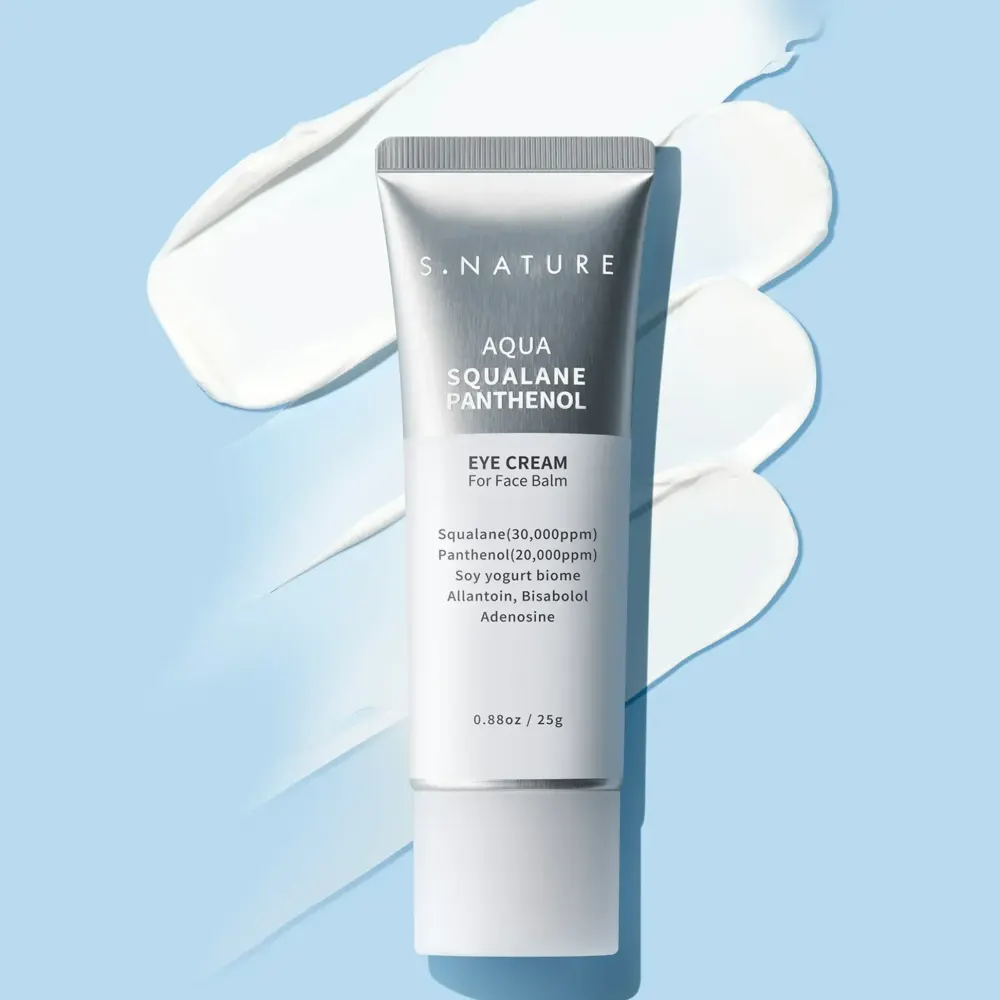 S.NATURE
AQUA
SQUALANE
PANTHENOL
EYE CREAM
For Face Balm
Squalane(30,000ppm)
Panthenol(20,000ppm)
Soy yogurt biome
Allantoin, Bisabolol
Adenosine
0.88oz / 25g